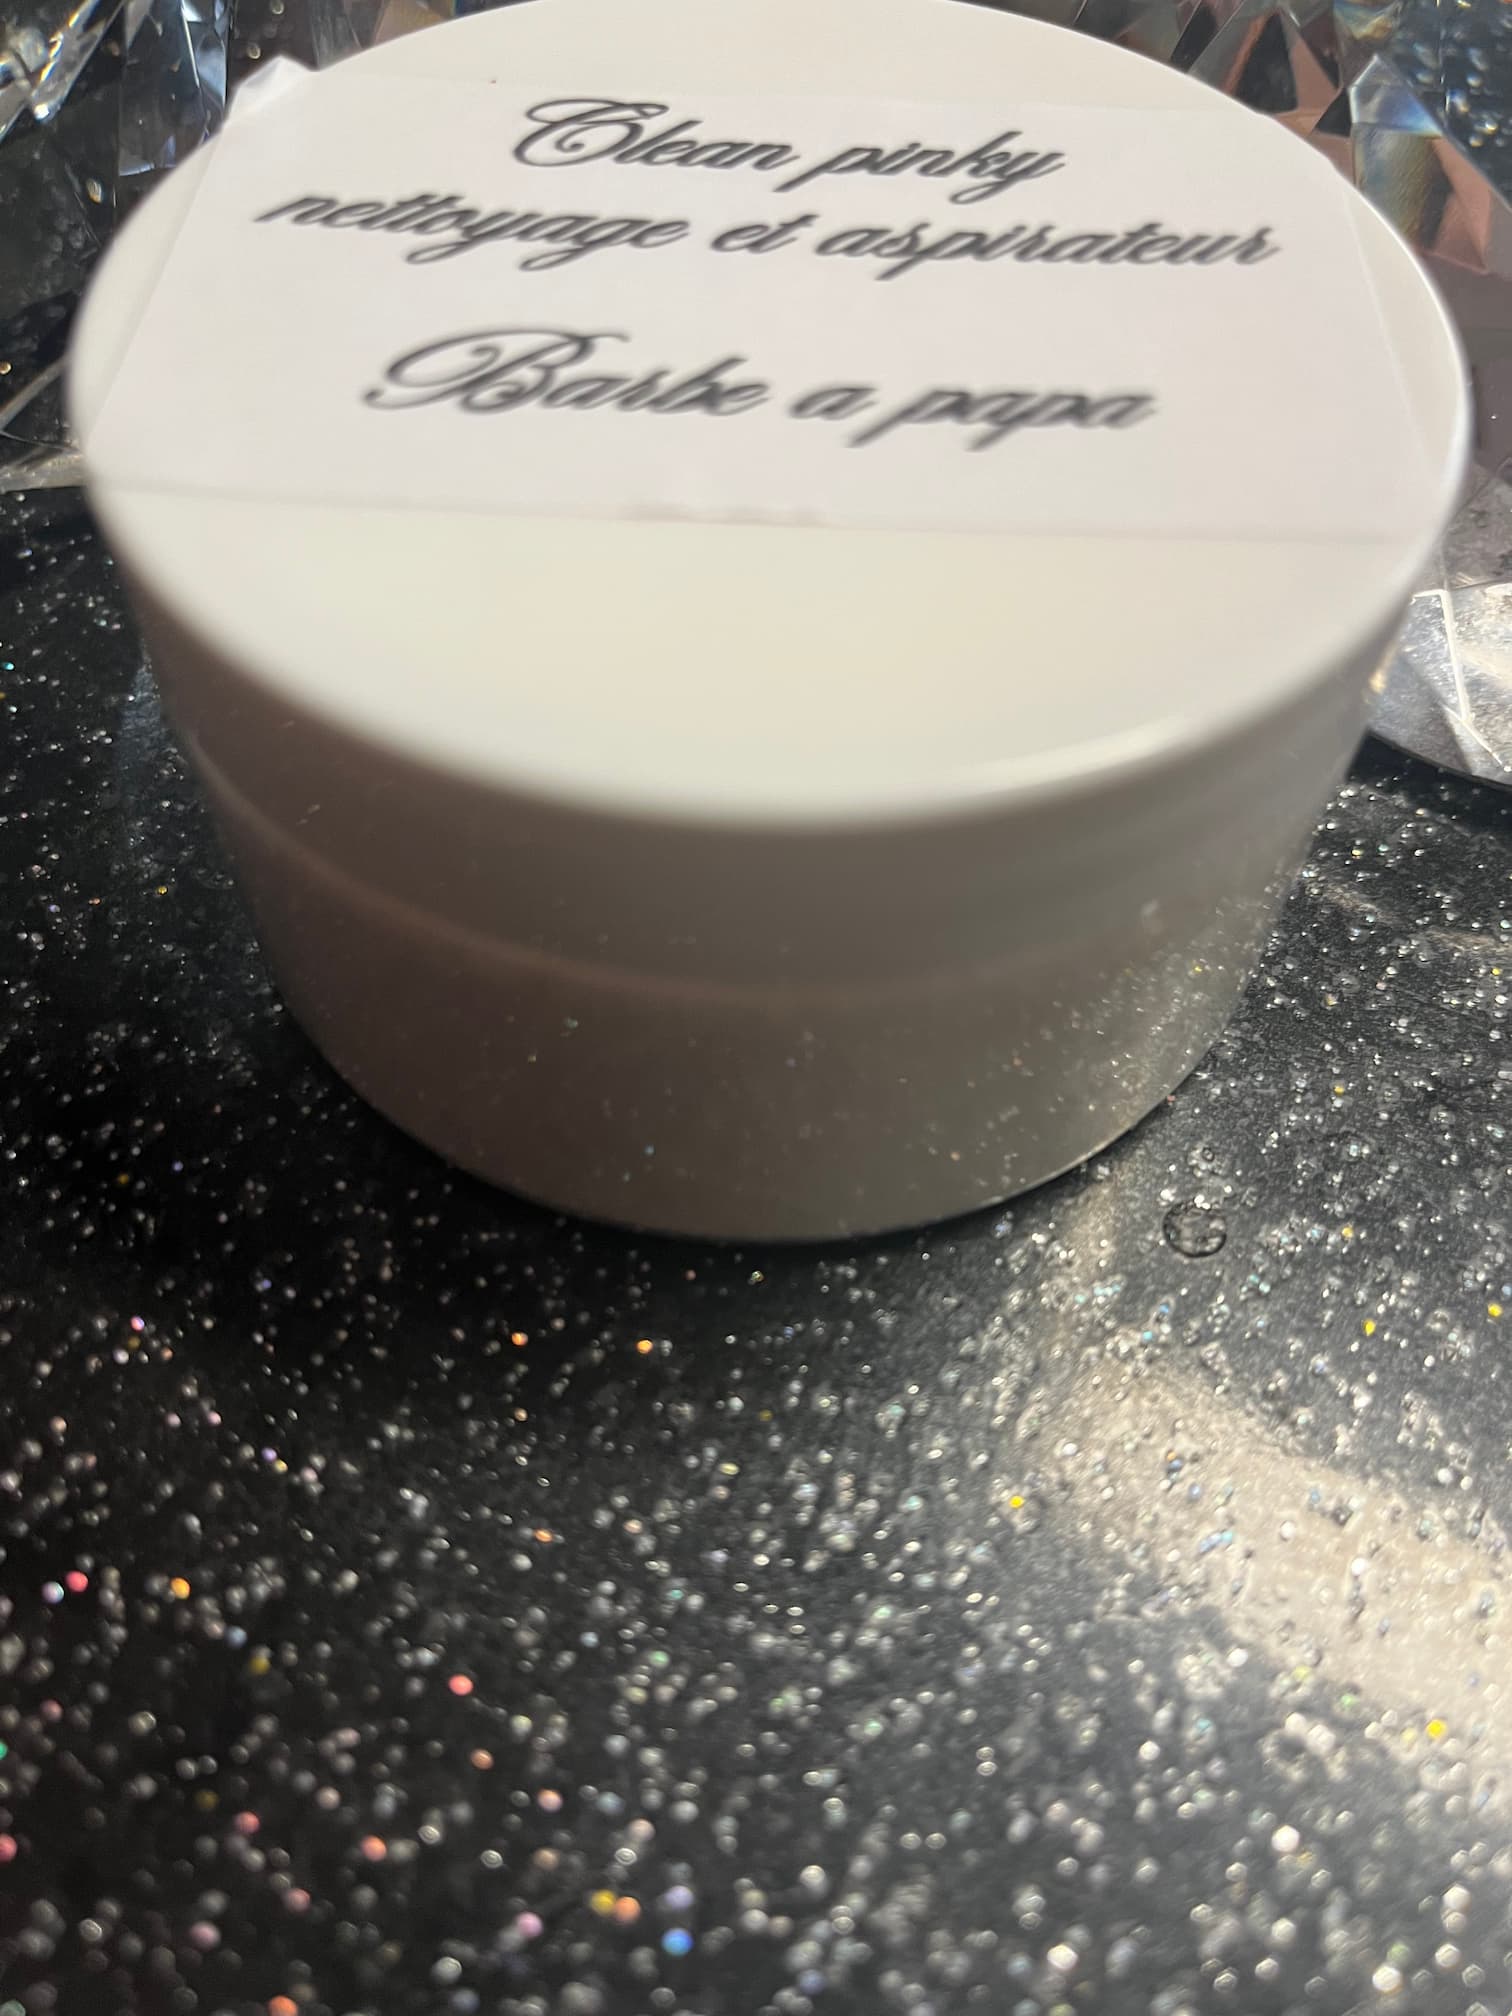 Clean pinky
nettoyage et aspirateur
Barbe a papa